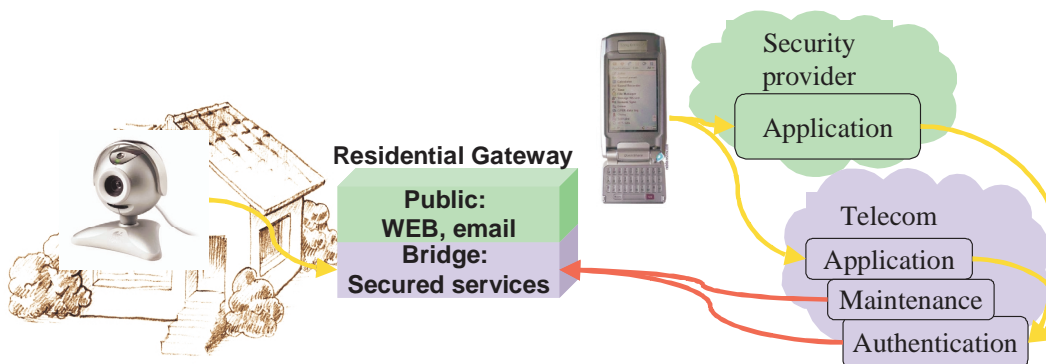 Security
provider
Application
Residential Gateway
Public:
WEB, email
Bridge:
Secured services
Telecom
Application
Maintenance
Authentication